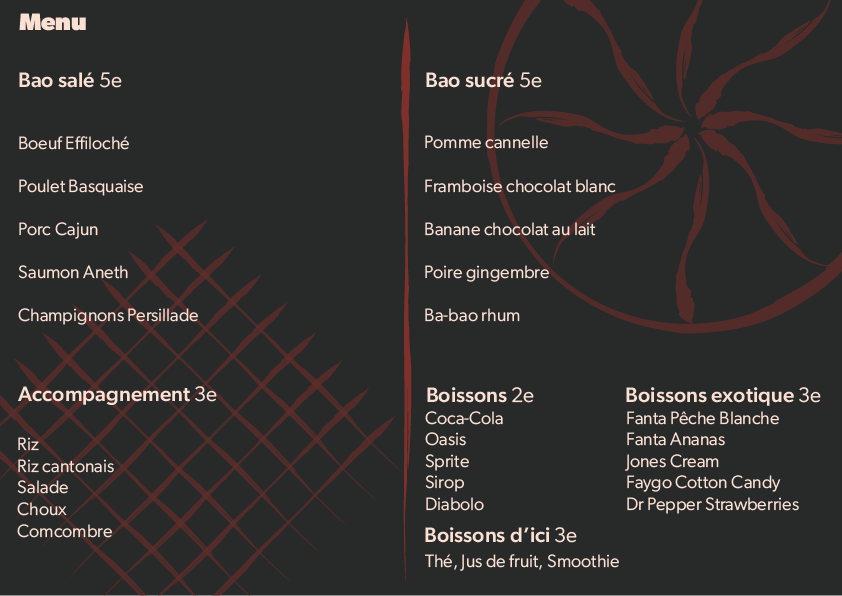 Menu
Bao salé 5e
Boeuf Effiloché
Poulet Basquaise
Porc Cajun
Saumon Aneth
Champignons Persillade
Accompagnement 3e
Riz
Riz cantonais
Salade
Choux
Comcombre
Bao sucré 5e
Pomme cannelle
Framboise chocolat blanc
Banane chocolat au lait
Poire gingembre
Ba-bao rhum
Boissons 2e
Coca-Cola
Oasis
Sprite
Sirop
Diabolo
Boissons exotique 3e
Fanta Pêche Blanche
Fanta Ananas
Jones Cream
Faygo Cotton Candy
Dr Pepper Strawberries
Boissons d’ici 3e
Thé, Jus de fruit, Smoothie